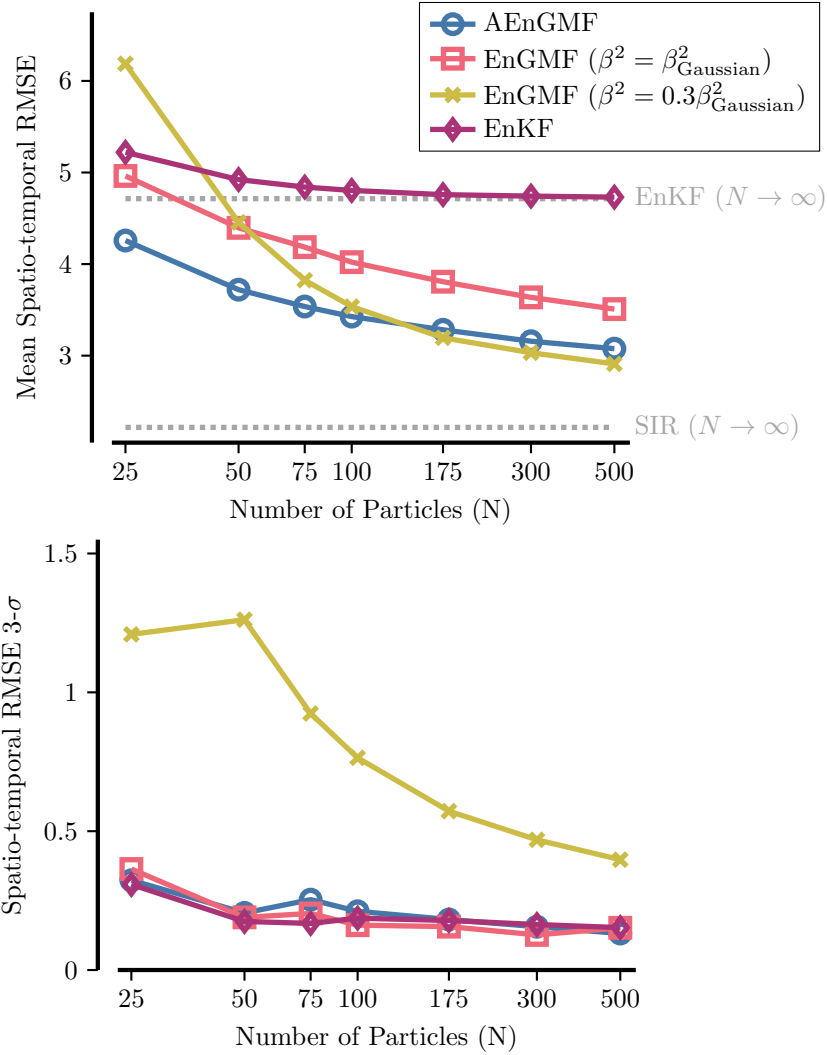 AEnGMF
EnGMF (β² = β²_Gaussian)
EnGMF (β² = 0.3β²_Gaussian)
EnKF
6
5
4
3
Mean Spatio-temporal RMSE
EnKF (N → ∞)
SIR (N → ∞)
25 50 75 100 175 300 500
Number of Particles (N)
1.5
1
0.5
0
Spatio-temporal RMSE 3-σ
25 50 75 100 175 300 500
Number of Particles (N)